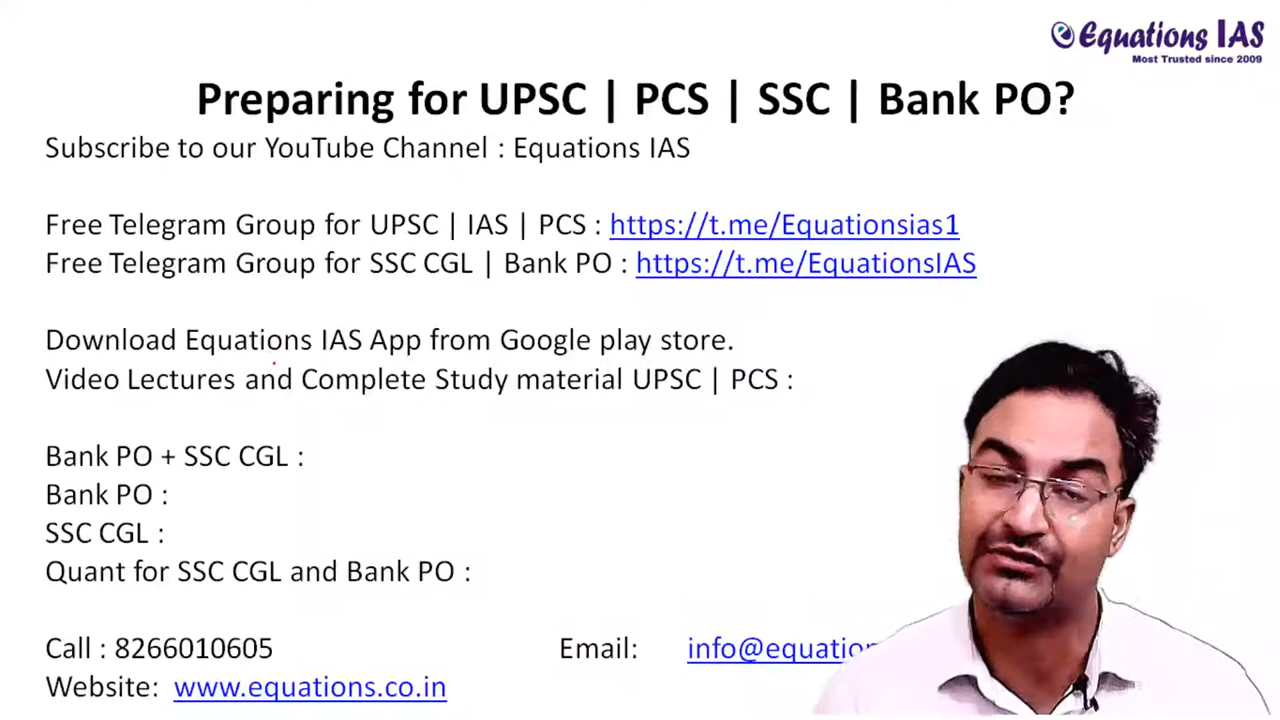 Equations IAS
Most Trusted since 2009
Preparing for UPSC | PCS | SSC | Bank PO?
Subscribe to our YouTube Channel : Equations IAS
Free Telegram Group for UPSC | IAS | PCS : https://t.me/Equationsias1
Free Telegram Group for SSC CGL | Bank PO : https://t.me/EquationsIAS
Download Equations IAS App from Google play store.
Video Lectures and Complete Study material UPSC | PCS :
Bank PO + SSC CGL :
Bank PO :
SSC CGL :
Quant for SSC CGL and Bank PO :
Call : 8266010605 Email:
Website: www.equations.co.in